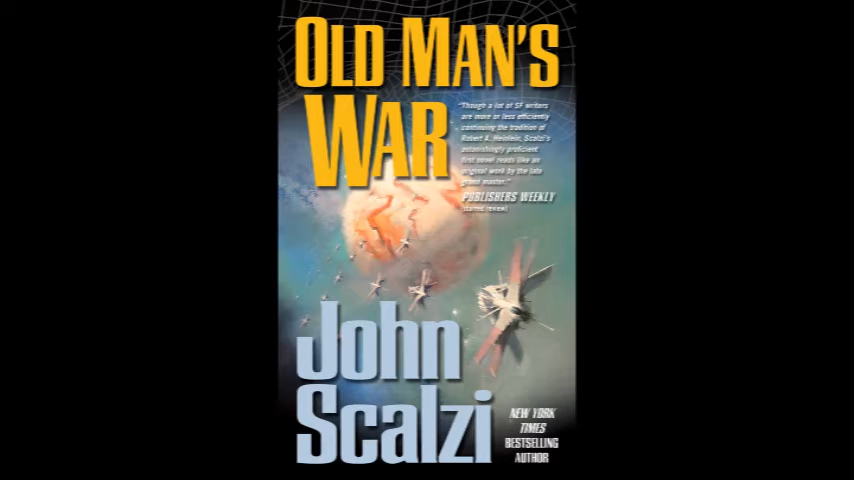 OLD MAN'S
WAR
"Though a lot of SF writers
are more or less efficiently
continuing the tradition of
Robert A. Heinlein, Scalzi's
astonishingly proficient
first novel reads like an
original work by the late
grand master."
PUBLISHERS WEEKLY
(starred review)
John
Scalzi
NEW YORK
TIMES
BESTSELLING
AUTHOR